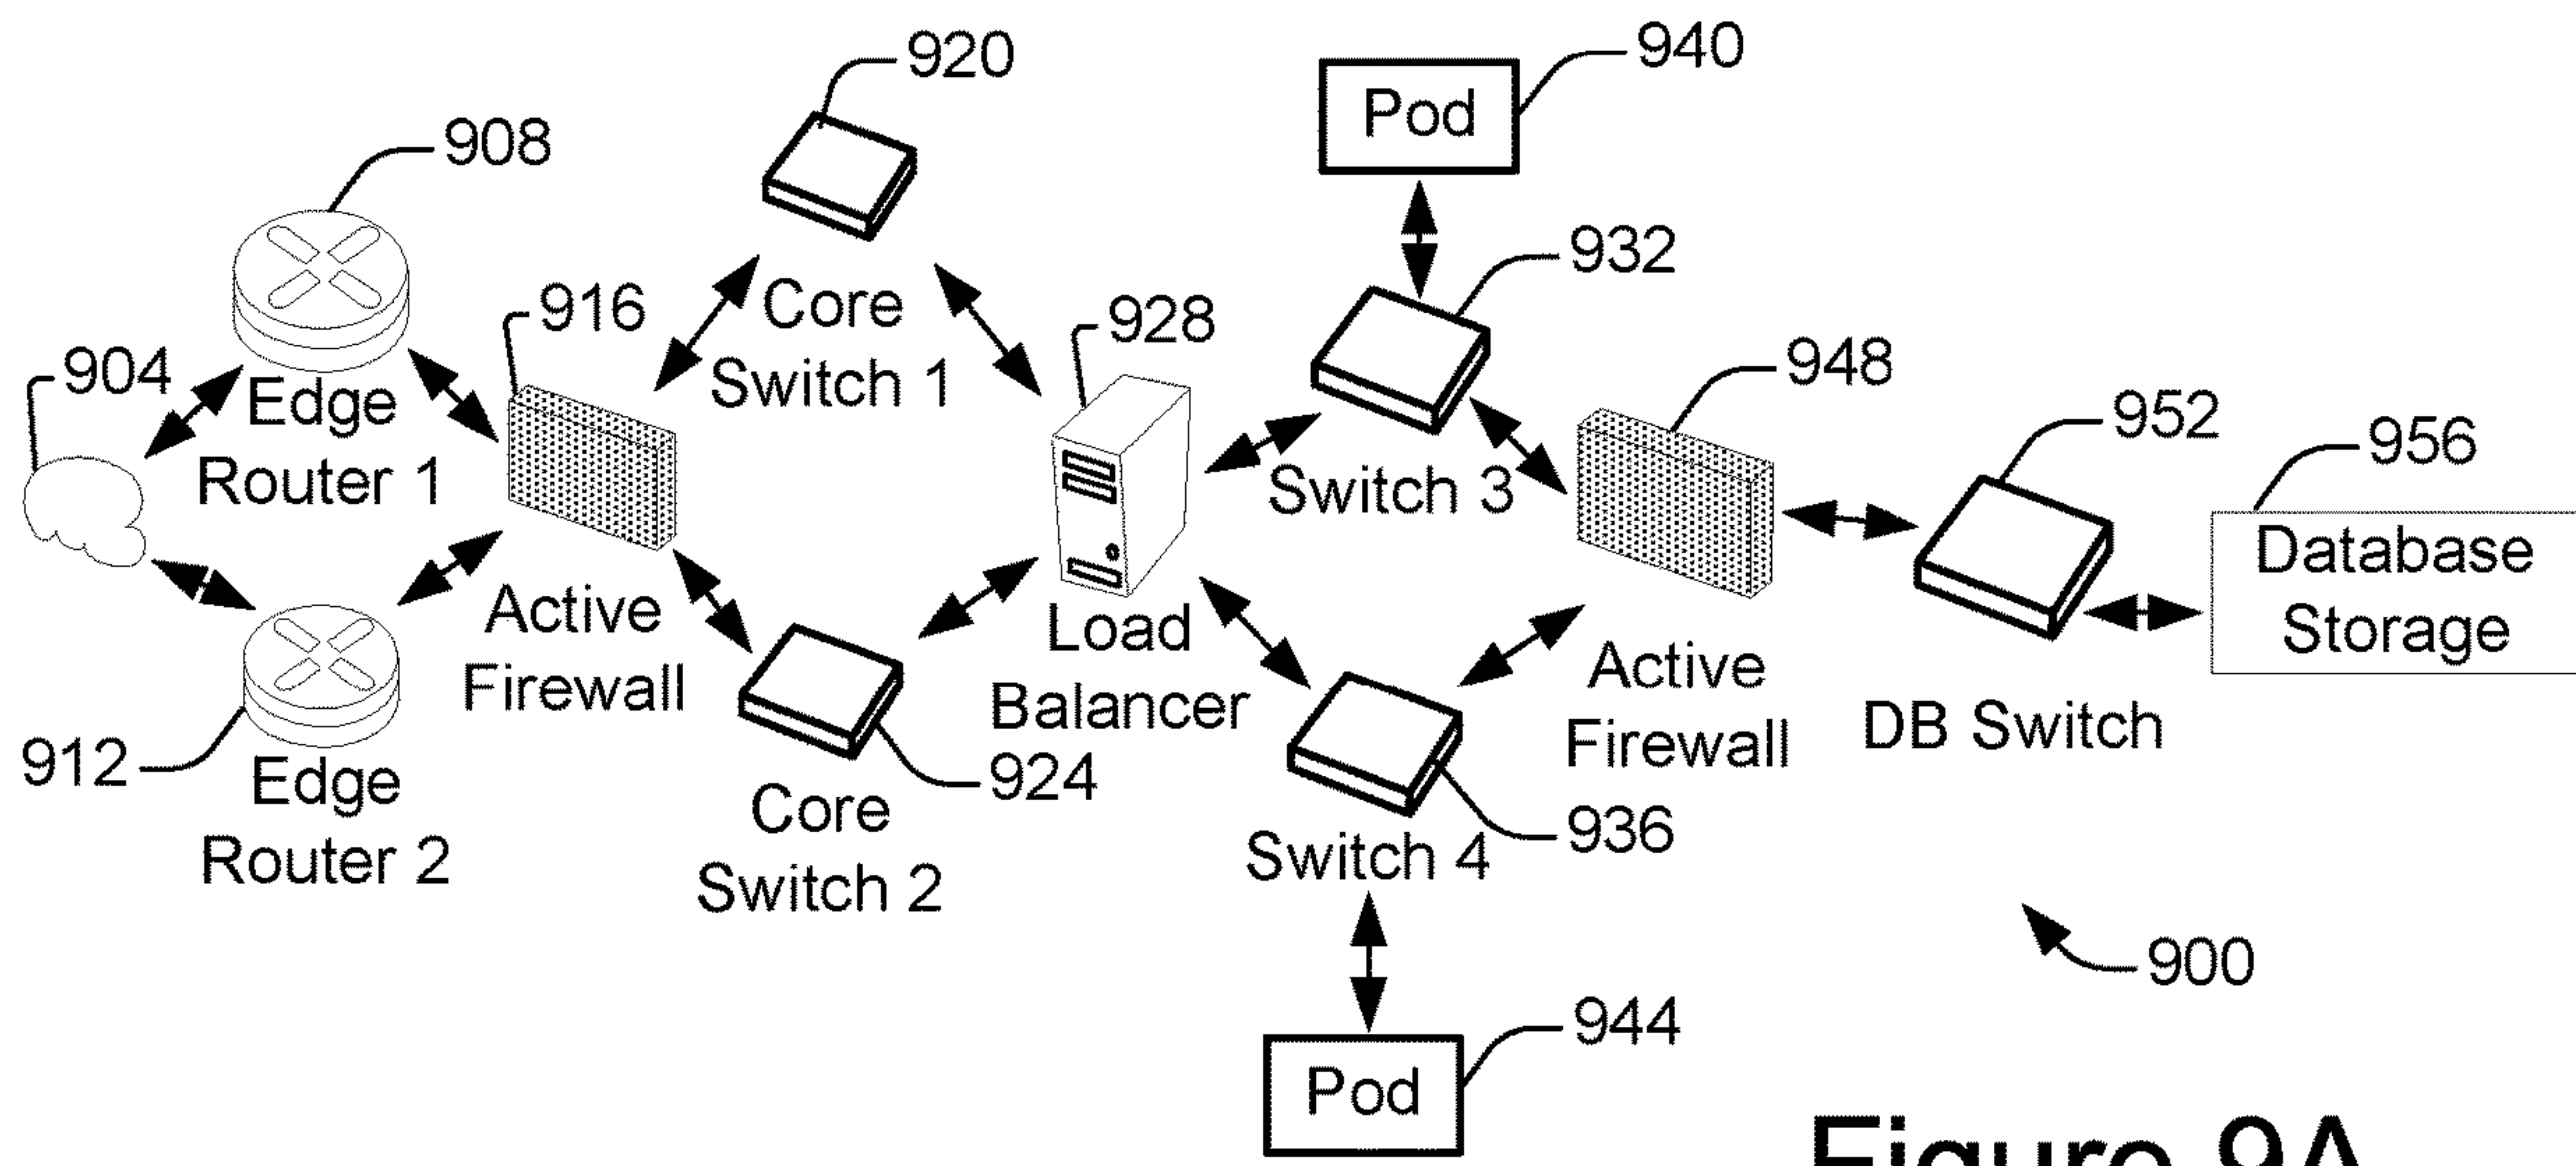 920
940
Pod
908
932
916
Core
Switch 1
928
948
904
Edge
Router 1
952
956
Switch 3
Database
Storage
Active
Firewall
Load
Balancer
Active
Firewall
DB Switch
912
Edge
Router 2
924
Core
Switch 2
936
Switch 4
900
944
Pod
Figure 9A